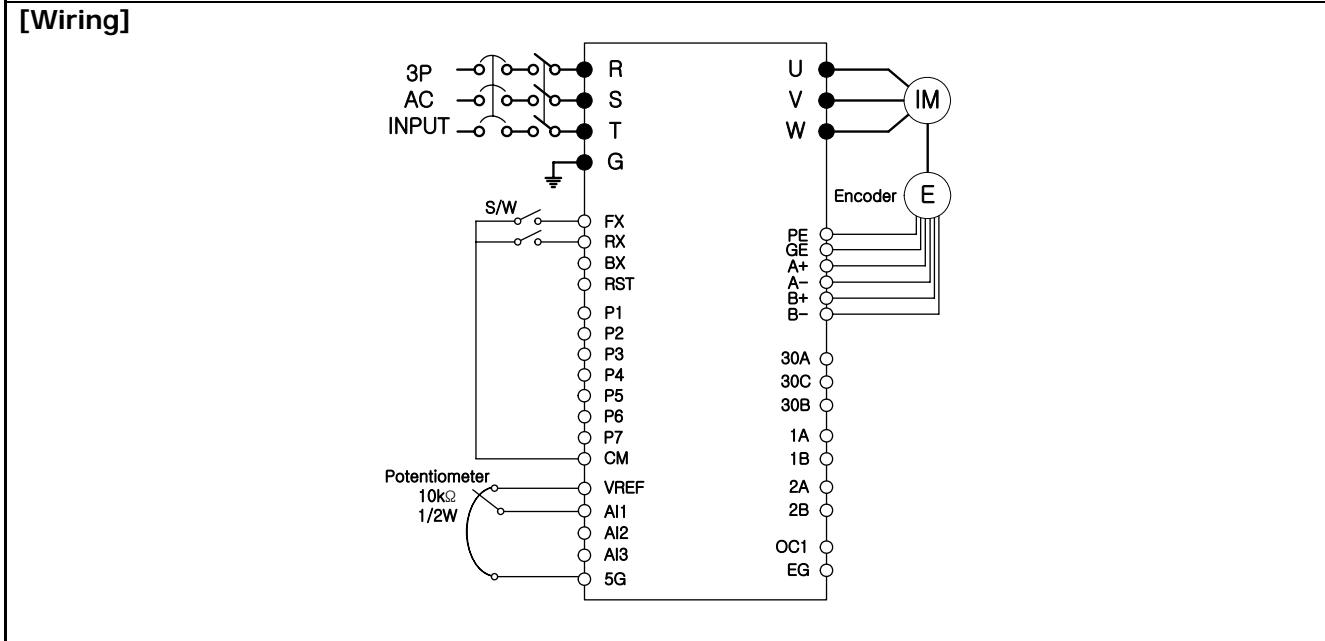 [Wiring]
3P
AC
INPUT
R
S
T
G
U
V
W
IM
Encoder
E
S/W
FX
RX
BX
RST
P1
P2
P3
P4
P5
P6
P7
CM
PE
GE
A+
A-
B+
B-
30A
30C
30B
1A
1B
2A
2B
OC1
EG
Potentiometer
10kΩ
1/2W
VREF
AI1
AI2
AI3
5G